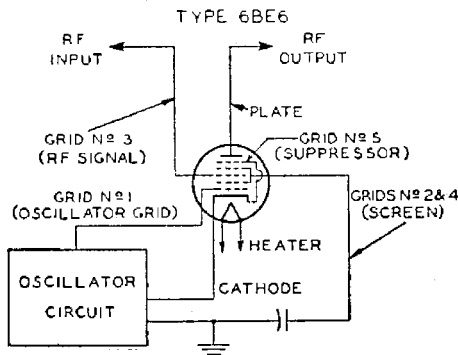 TYPE 6BE6
RF
INPUT
RF
OUTPUT
PLATE
GRID Nº 3
(RF SIGNAL)
GRID Nº 5
(SUPPRESSOR)
GRID Nº 1
(OSCILLATOR GRID)
GRIDS Nº 2&4
(SCREEN)
HEATER
CATHODE
OSCILLATOR
CIRCUIT